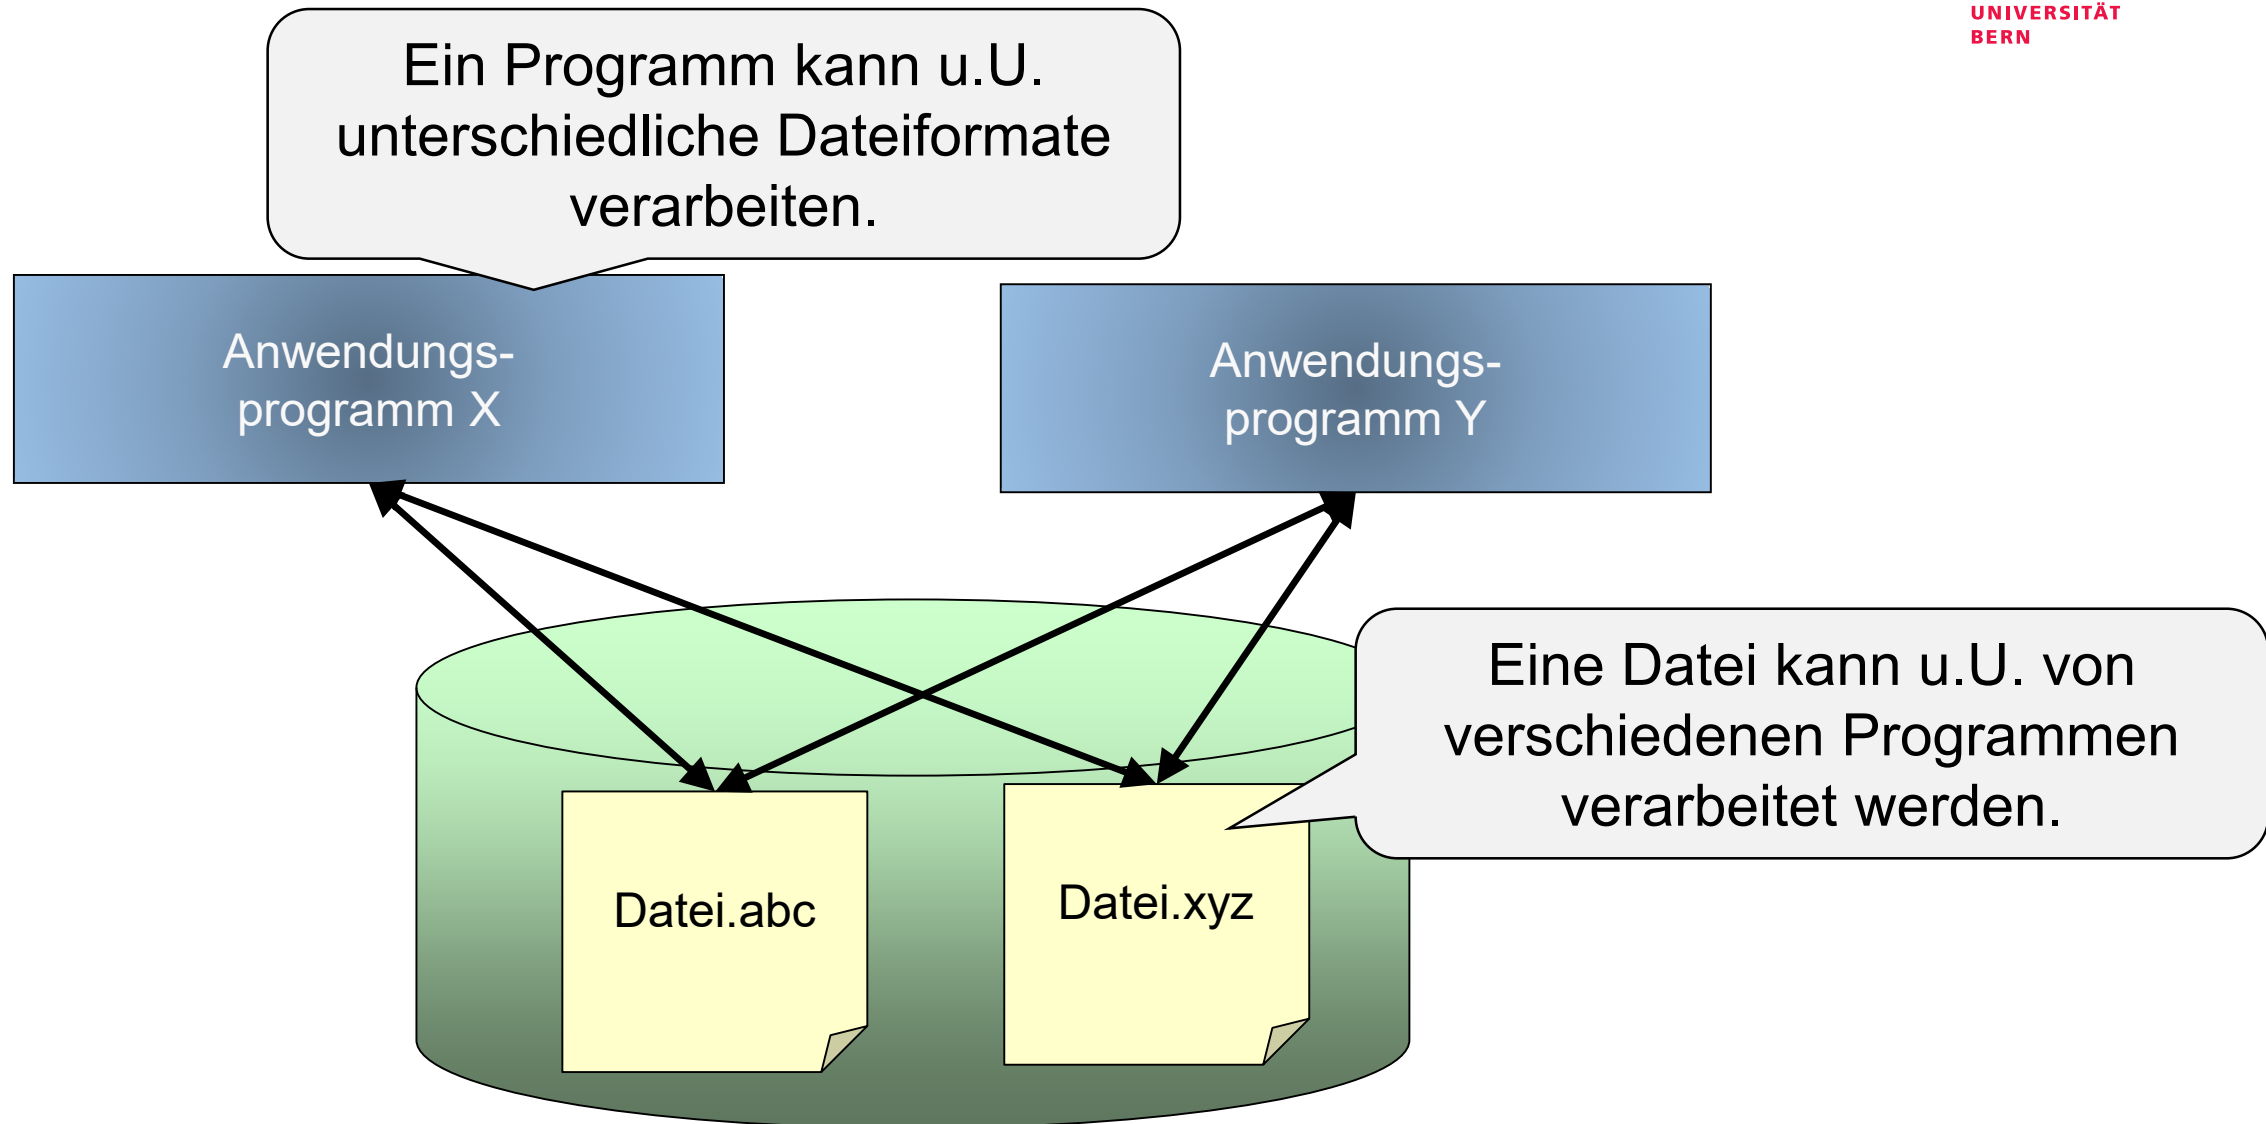 UNIVERSITÄT
BERN
Ein Programm kann u.U.
unterschiedliche Dateiformate
verarbeiten.
Anwendungs-
programm X
Anwendungs-
programm Y
Eine Datei kann u.U. von
verschiedenen Programmen
verarbeitet werden.
Datei.abc
Datei.xyz